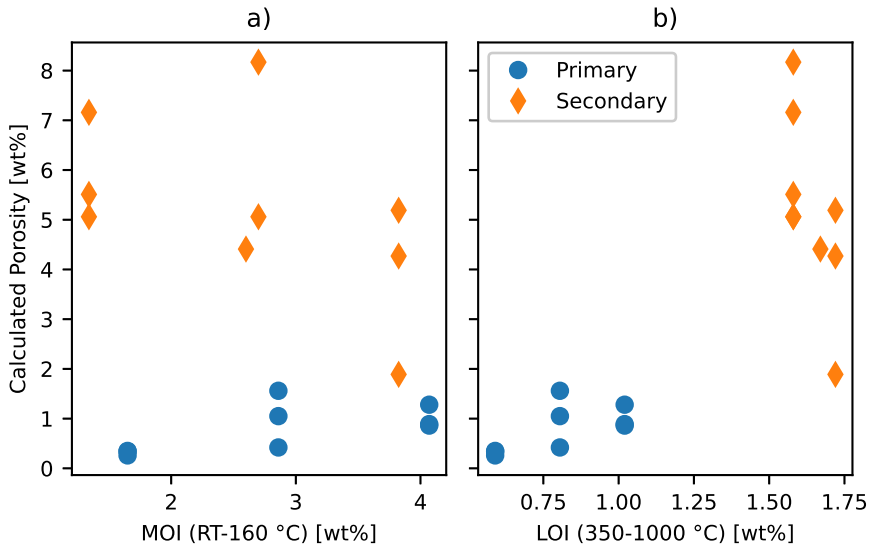 a)
b)
Calculated Porosity [wt%]
8
7
6
5
4
3
2
1
0
2 3 4
MOI (RT-160 °C) [wt%]
Primary
Secondary
0.75 1.00 1.25 1.50 1.75
LOI (350-1000 °C) [wt%]